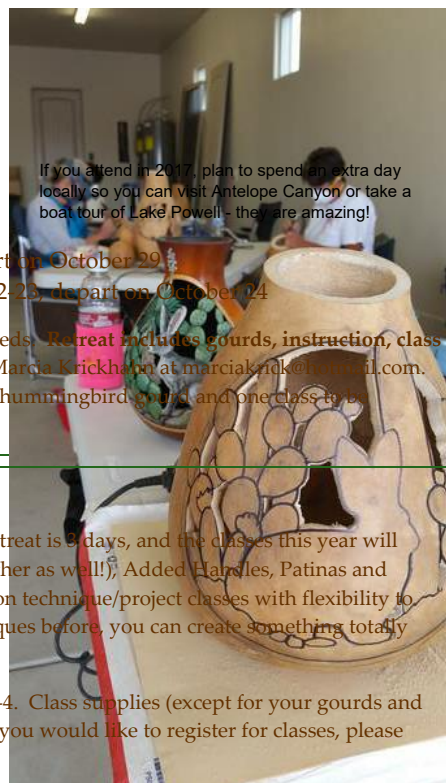 If you attend in 2017, plan to spend an extra day
locally so you can visit Antelope Canyon or take a
boat tour of Lake Powell - they are amazing!
rt on October 29
2-23, depart on October 24
eds. Retreat includes gourds, instruction, class
Marcia Krickhahn at
hummingbird gourd and one class to be
treat is 3 days, and the classes this year will
her as well!), Added Handles, Patinas and
on technique/project classes with flexibility to
ques before, you can create something totally
-4. Class supplies (except for your gourds and
you would like to register for classes, please